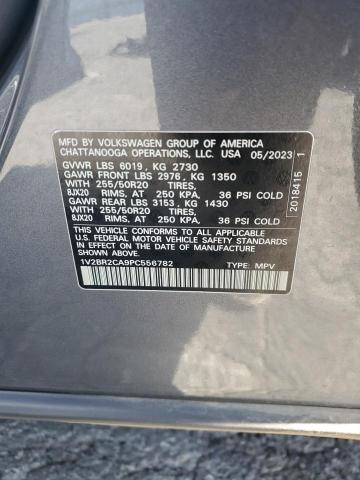 MFD BY VOLKSWAGEN GROUP OF AMERICA
CHATTANOOGA OPERATIONS, LLC. USA 05/2023
GVWR LBS 6019, KG 2730
GAWR FRONT LBS 2976, KG 1350
WITH 255/50R20 TIRES,
8JX20 RIMS, AT 250 KPA, 36 PSI COLD
GAWR REAR LBS 3153, KG 1430
WITH 255/50R20 TIRES,
8JX20 RIMS, AT 250 KPA, 36 PSI COLD
THIS VEHICLE CONFORMS TO ALL APPLICABLE
U.S. FEDERAL MOTOR VEHICLE SAFETY STANDARDS
IN EFFECT ON THE DATE OF MANUFACTURE
SHOWN ABOVE.
1V2BR2CA9PC556782 TYPE: MPV
2018415 1